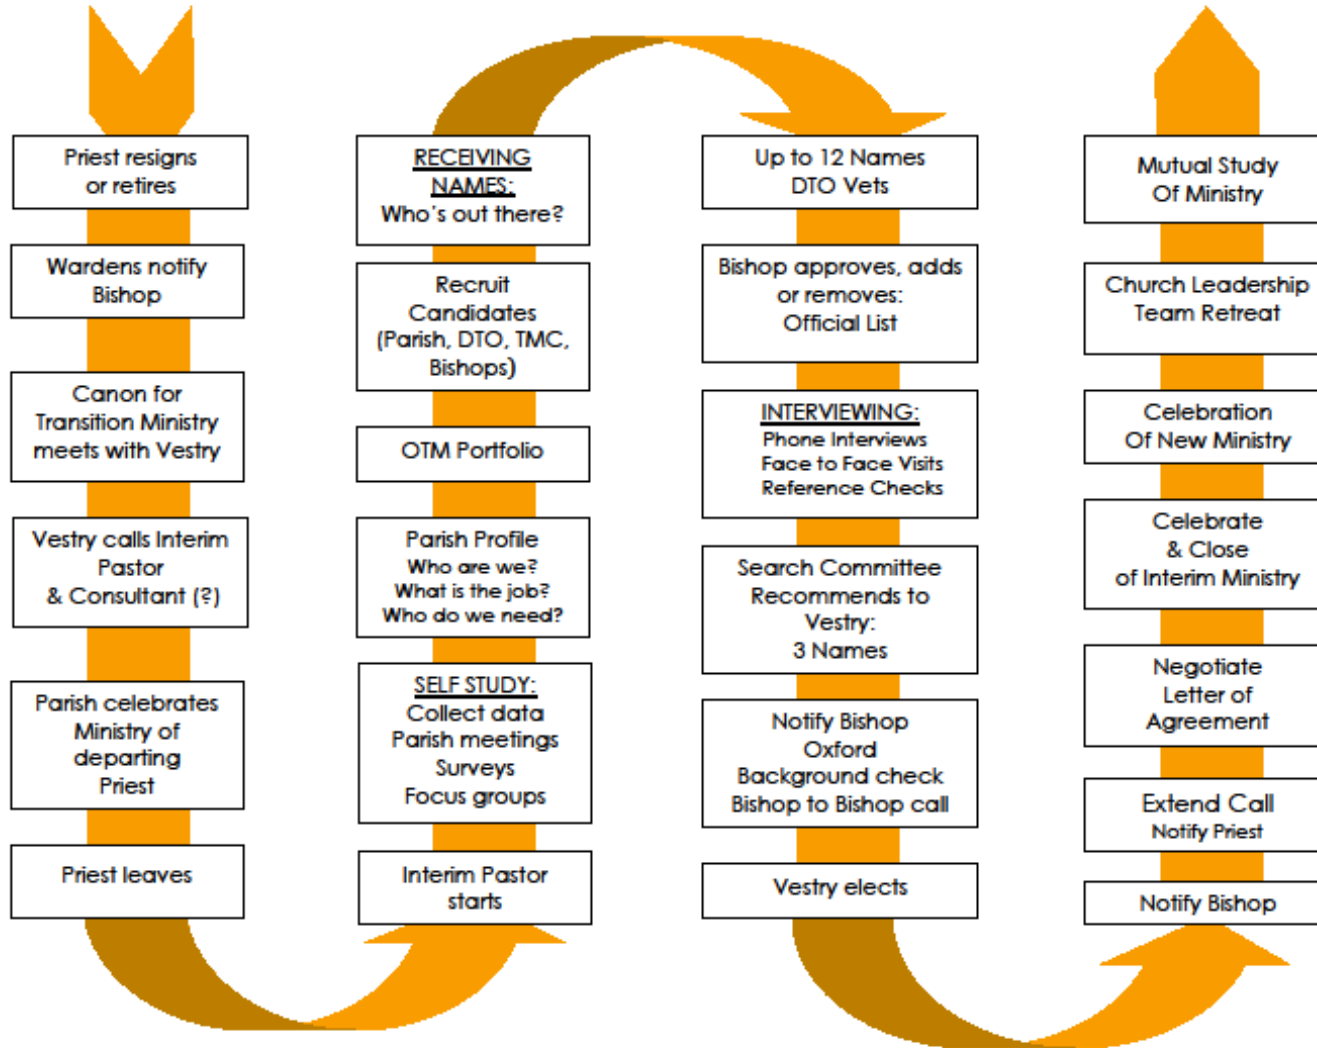 Priest resigns
or retires
Wardens notify
Bishop
Canon for
Transition Ministry
meets with Vestry
Vestry calls Interim
Pastor
& Consultant (?)
Parish celebrates
Ministry of
departing
Priest
Priest leaves
RECEIVING
NAMES:
Who's out there?
Recruit
Candidates
(Parish, DTO, TMC,
Bishops)
OTM Portfolio
Parish Profile
Who are we?
What is the job?
Who do we need?
SELF STUDY:
Collect data
Parish meetings
Surveys
Focus groups
Interim Pastor
starts
Up to 12 Names
DTO Vets
Bishop approves, adds
or removes:
Official List
INTERVIEWING:
Phone Interviews
Face to Face Visits
Reference Checks
Search Committee
Recommends to
Vestry:
3 Names
Notify Bishop
Oxford
Background check
Bishop to Bishop call
Vestry elects
Mutual Study
Of Ministry
Church Leadership
Team Retreat
Celebration
Of New Ministry
Celebrate
& Close
of Interim Ministry
Negotiate
Letter of
Agreement
Extend Call
Notify Priest
Notify Bishop